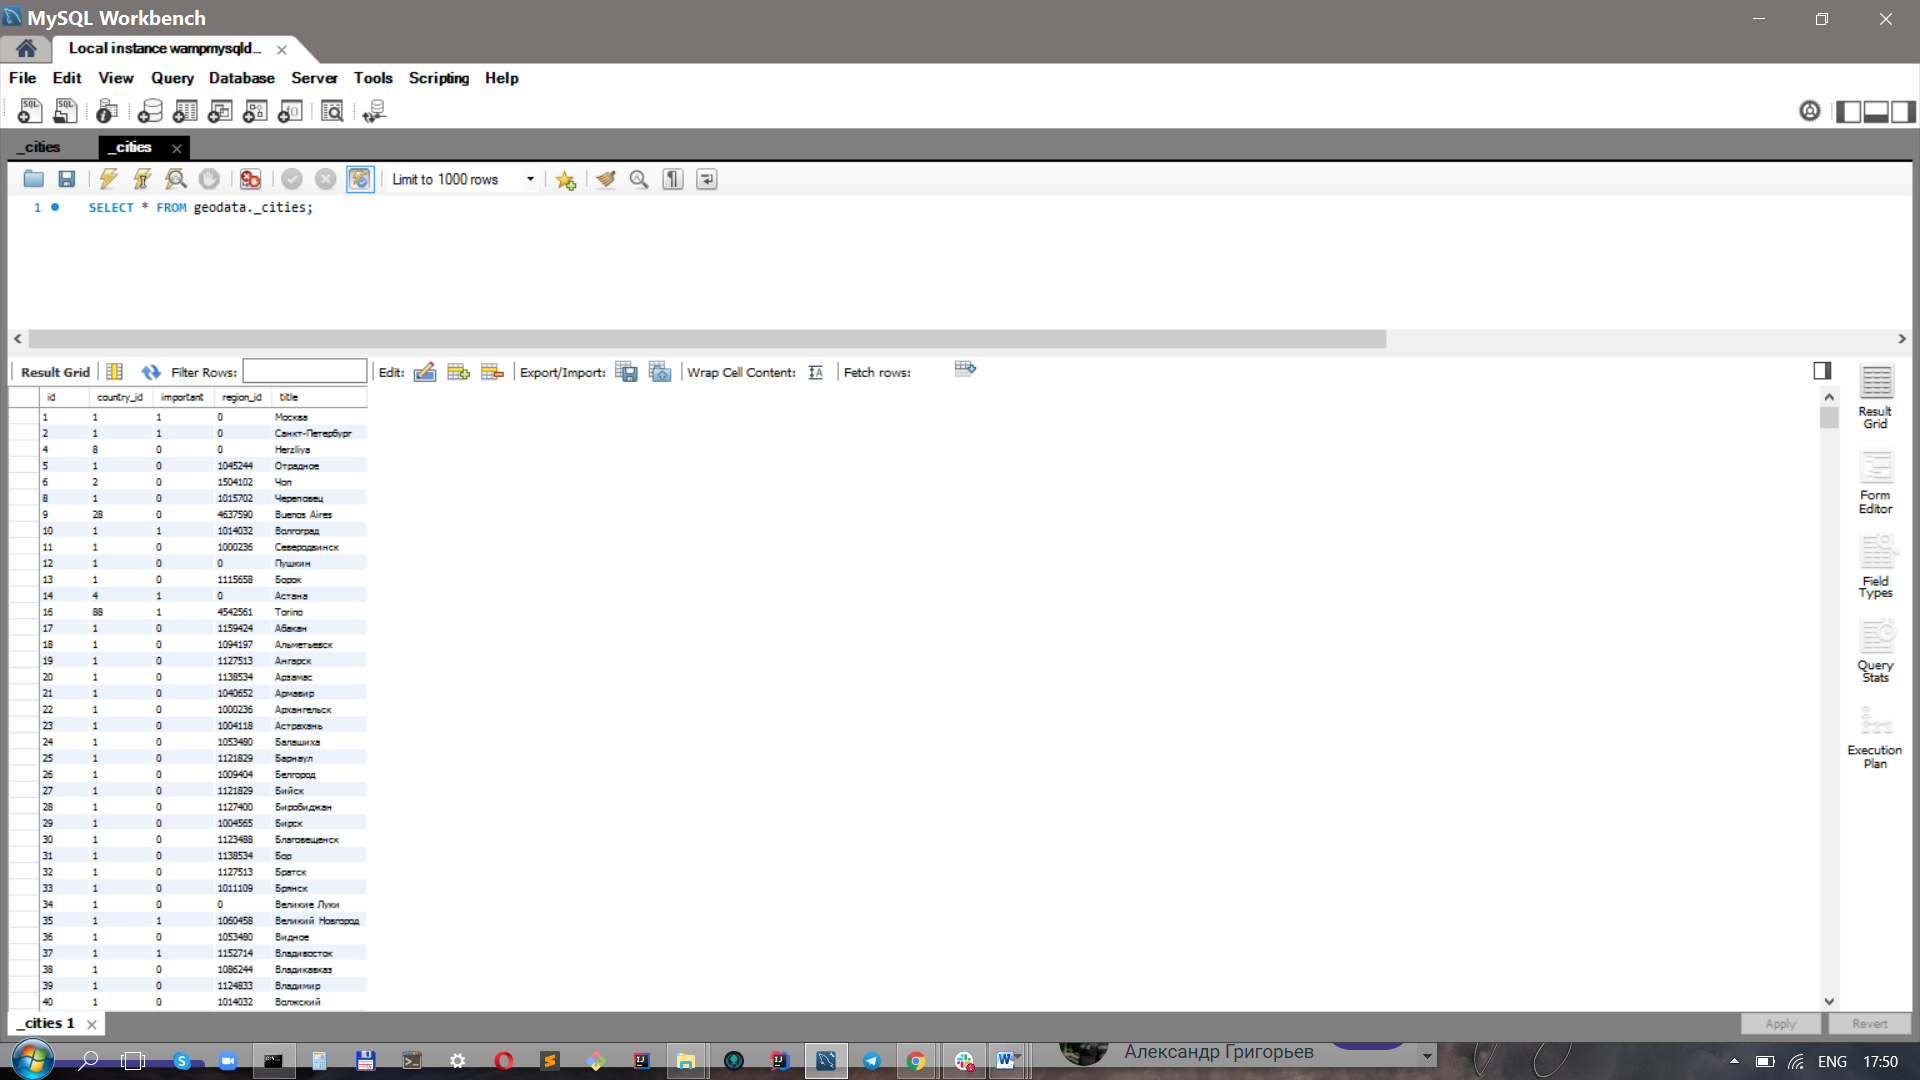 MySQL Workbench
Local instance wampmysqld...
File Edit View Query Database Server Tools Scripting Help
_cities _cities
Limit to 1000 rows
1 SELECT * FROM geodata._cities;
Result Grid Filter Rows: Edit: Export/Import: Wrap Cell Content: Fetch rows:
id country_id important region_id title
1 1 1 0 Москва
2 1 1 0 Санкт-Петербург
4 8 0 0 Herzliya
5 1 0 1045244 Отрадное
6 2 0 1504102 Чоп
8 1 0 1015702 Череповец
9 28 0 4637590 Buenos Aires
10 1 1 1014032 Волгоград
11 1 0 1000236 Северодвинск
12 1 0 0 Пушкин
13 1 0 1115658 Борок
14 4 1 0 Астана
16 88 1 4542561 Torino
17 1 0 1159424 Абакан
18 1 0 1094197 Альметьевск
19 1 0 1127513 Ангарск
20 1 0 1138534 Арзамас
21 1 0 1040652 Армавир
22 1 0 1000236 Архангельск
23 1 0 1004118 Астрахань
24 1 0 1053480 Балашиха
25 1 0 1121829 Барнаул
26 1 0 1009404 Белгород
27 1 0 1121829 Бийск
28 1 0 1127400 Биробиджан
29 1 0 1004565 Бирск
30 1 0 1123488 Благовещенск
31 1 0 1138534 Бор
32 1 0 1127513 Братск
33 1 0 1011109 Брянск
34 1 0 0 Великие Луки
35 1 1 1060458 Великий Новгород
36 1 0 1053480 Видное
37 1 1 1152714 Владивосток
38 1 0 1086244 Владикавказ
39 1 0 1124833 Владимир
40 1 0 1014032 Волжский
Result
Grid
Form
Editor
Field
Types
Query
Stats
Execution
Plan
_cities 1
Apply Revert
Александр Григорьев
ENG 17:50